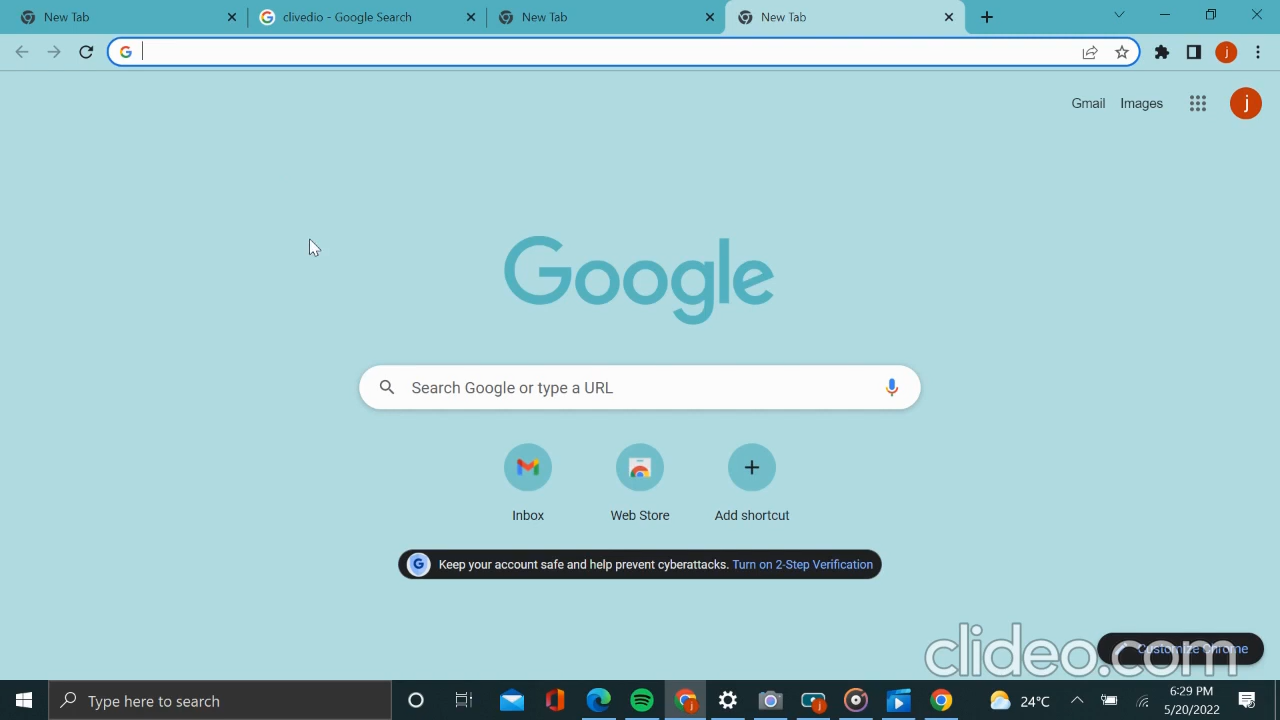 New Tab
clivedio - Google Search
New Tab
New Tab
j
Gmail
Images
j
Google
Search Google or type a URL
Inbox
Web Store
Add shortcut
G
Keep your account safe and help prevent cyberattacks. Turn on 2-Step Verification
Customize Chrome
clideo.com
Type here to search
j
j
24°C
6:29 PM
5/20/2022